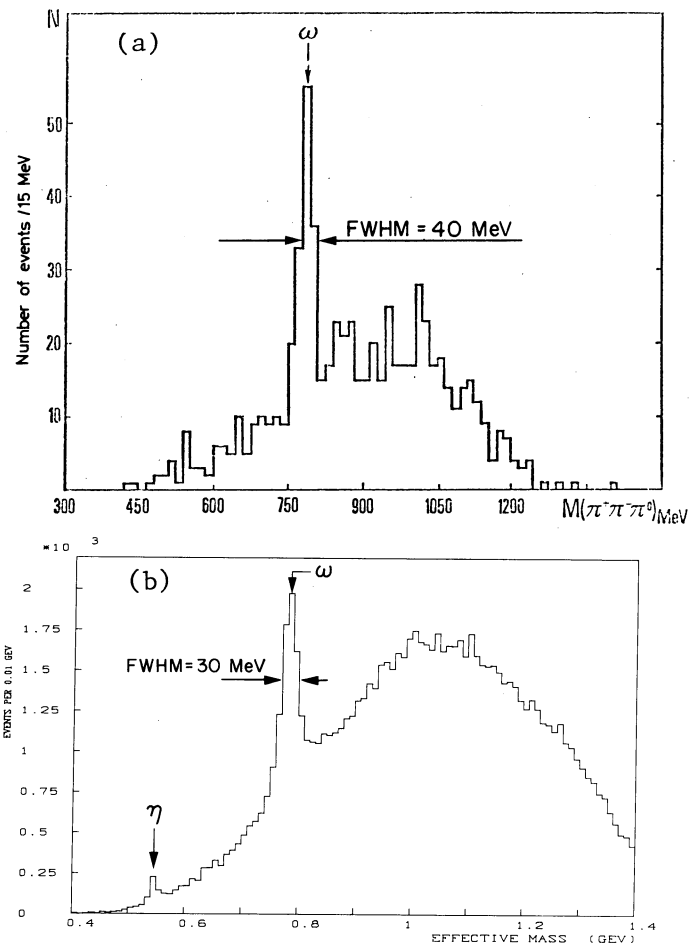 N
(a)
ω
50
40
30
20
10
Number of events /15 MeV
FWHM = 40 MeV
300 450 600 750 900 1050 1200 M(π⁺π⁻π⁰)MeV
*10 3
(b)
ω
2
1.75
1.5
1.25
1
0.75
0.5
0.25
0
EVENTS PER 0.01 GEV
FWHM=30 MeV
η
0.4 0.6 0.8 1 1.2 1.4
EFFECTIVE MASS (GEV)